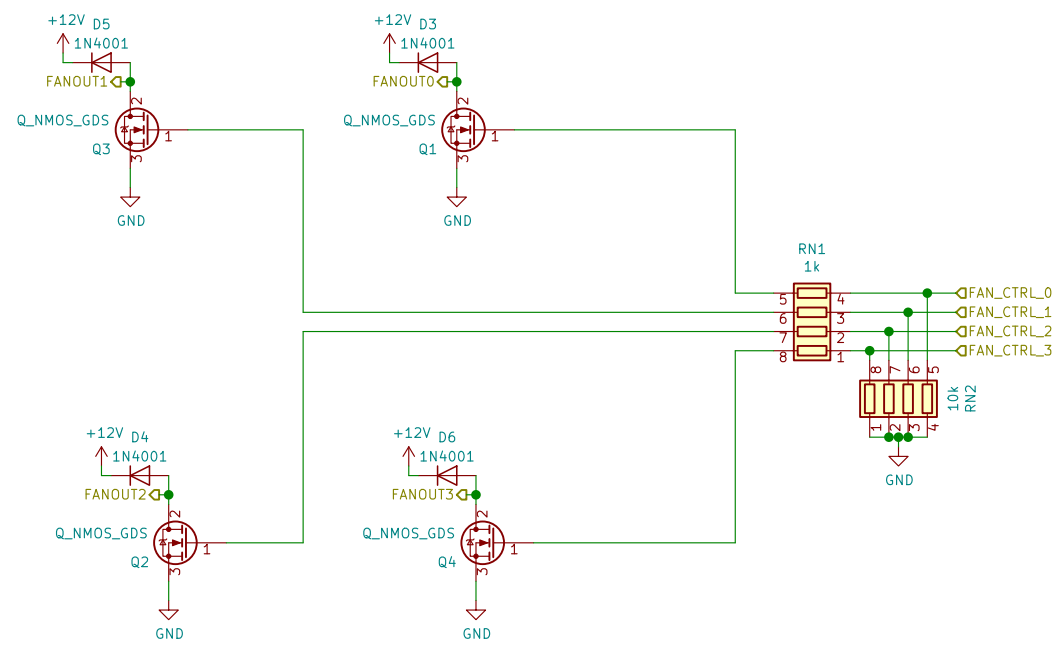 +12V D5
1N4001
FANOUT1
2
Q_NMOS_GDS
1
Q3
3
GND
+12V D3
1N4001
FANOUT0
2
Q_NMOS_GDS
1
Q1
3
GND
RN1
1k
5 4 FAN_CTRL_0
6 3 FAN_CTRL_1
7 2 FAN_CTRL_2
8 1 FAN_CTRL_3
8 7 6 5
10k
RN2
1 2 3 4
GND
+12V D4
1N4001
FANOUT2
2
Q_NMOS_GDS
1
Q2
3
GND
+12V D6
1N4001
FANOUT3
2
Q_NMOS_GDS
1
Q4
3
GND